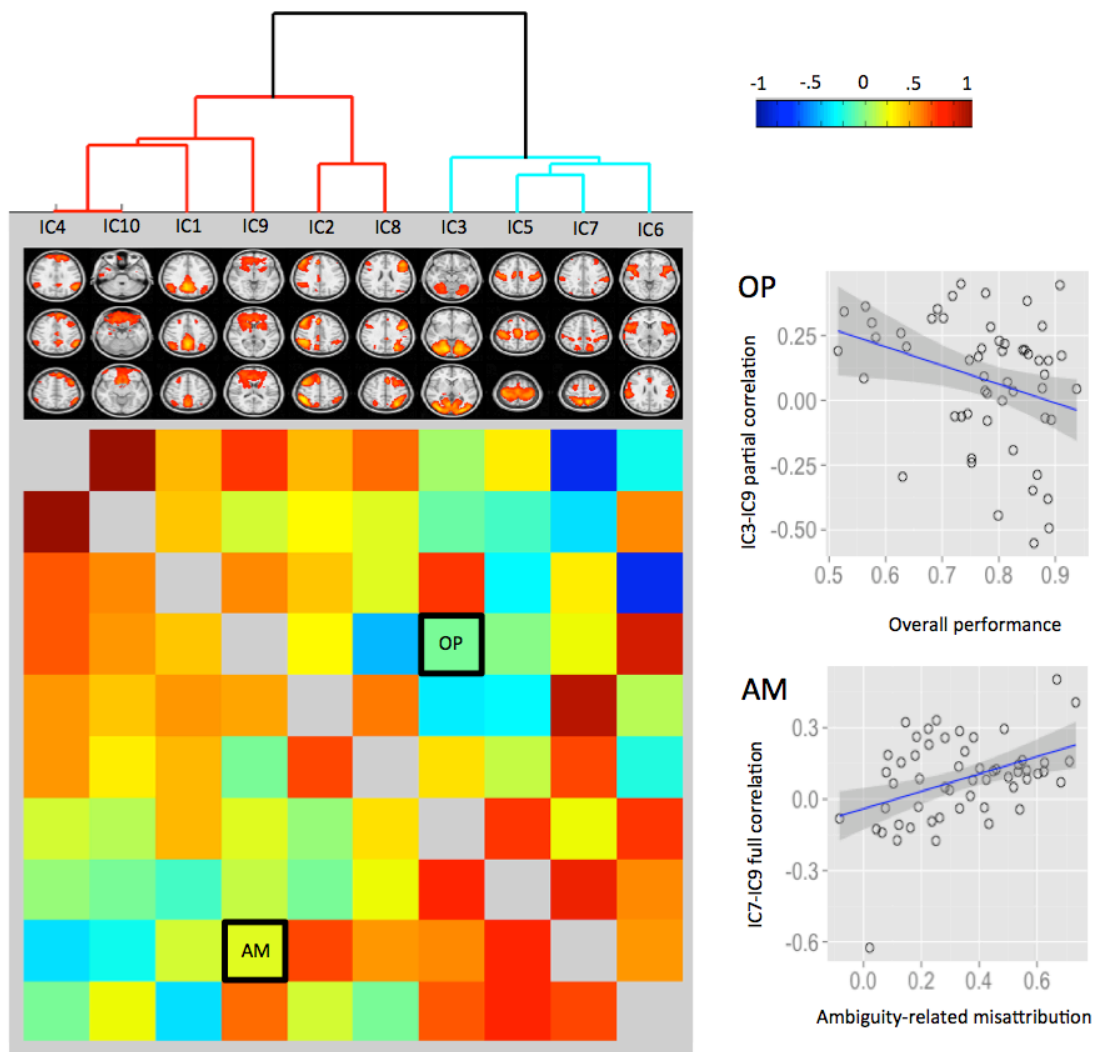 -1 -.5 0 .5 1
IC4 IC10 IC1 IC9 IC2 IC8 IC3 IC5 IC7 IC6
OP
AM
OP
IC3-IC9 partial correlation
0.25
0.00
-0.25
-0.50
0.5 0.6 0.7 0.8 0.9
Overall performance
AM
IC7-IC9 full correlation
0.3
0.0
-0.3
-0.6
0.0 0.2 0.4 0.6
Ambiguity-related misattribution